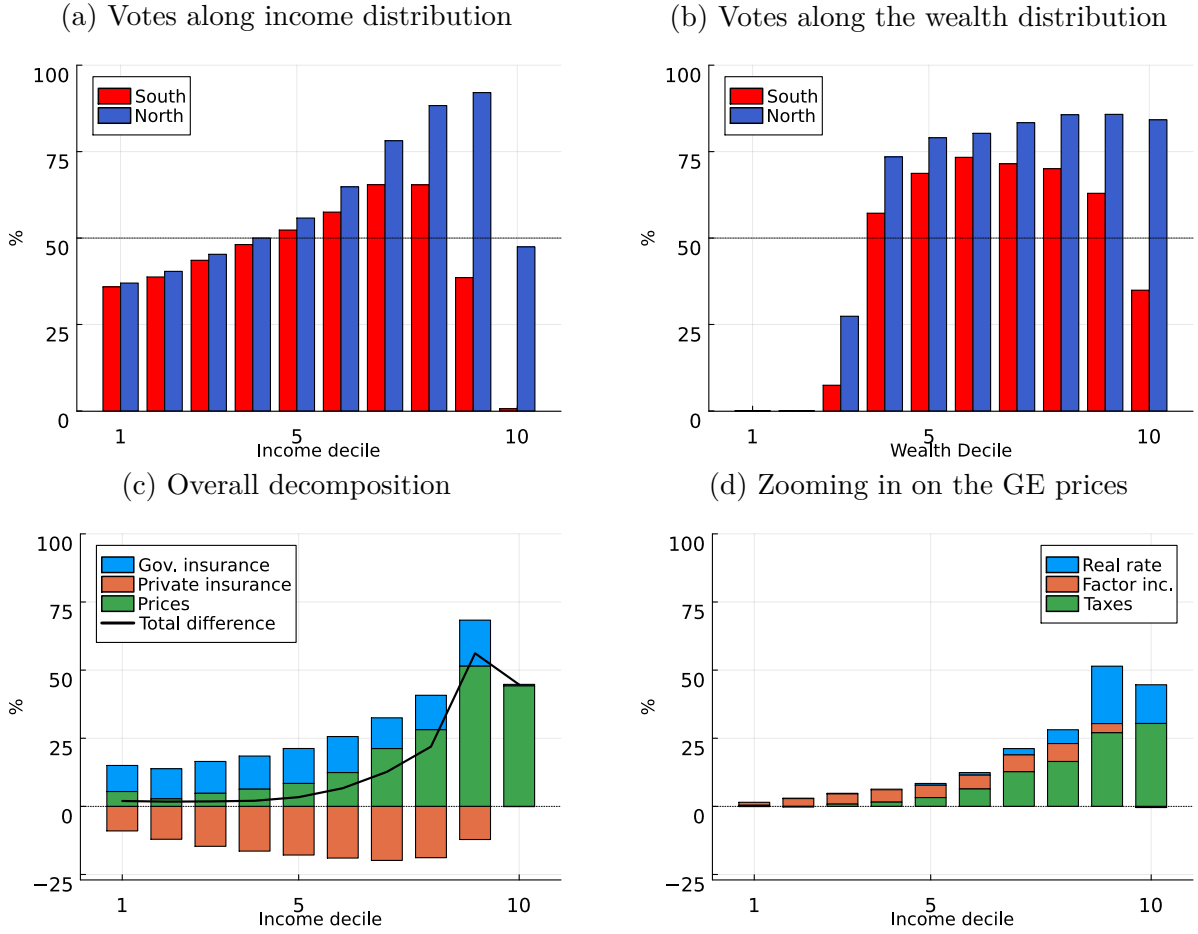 (a) Votes along income distribution
100
75
50
25
0
%
South
North
1
5
10
Income decile
(b) Votes along the wealth distribution
100
75
50
25
0
%
South
North
1
5
10
Wealth Decile
(c) Overall decomposition
100
75
50
25
0
−25
%
Gov. insurance
Private insurance
Prices
Total difference
1
5
10
Income decile
(d) Zooming in on the GE prices
100
75
50
25
0
−25
%
Real rate
Factor inc.
Taxes
1
5
10
Income decile